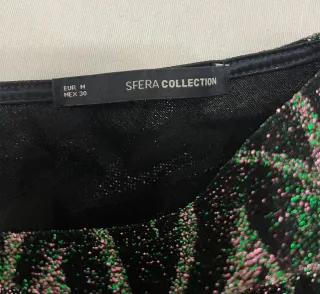 EUR M
MEX 30
SFERA COLLECTION